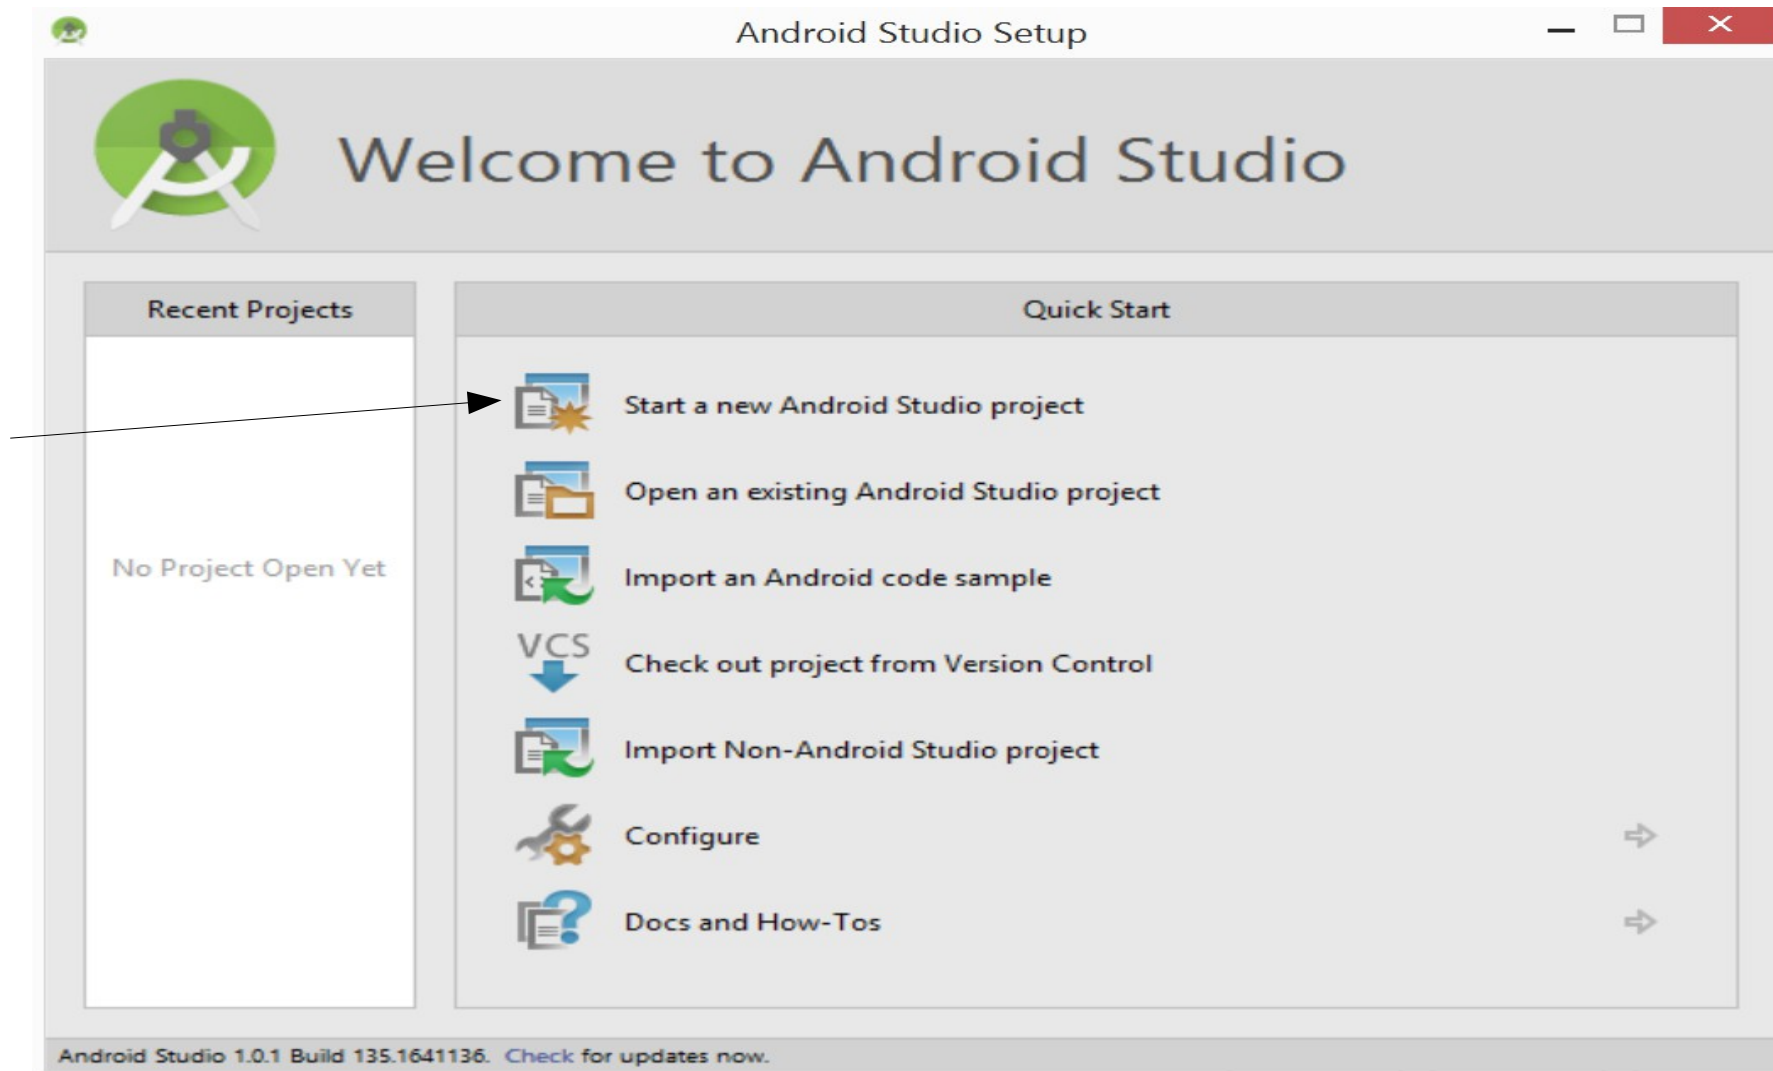 Android Studio Setup
Welcome to Android Studio
Recent Projects
No Project Open Yet
Quick Start
Start a new Android Studio project
Open an existing Android Studio project
Import an Android code sample
VCS
Check out project from Version Control
Import Non-Android Studio project
Configure
Docs and How-Tos
Android Studio 1.0.1 Build 135.1641136. Check for updates now.